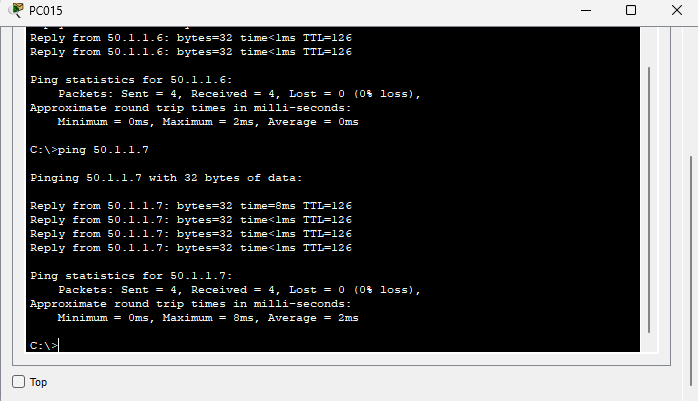 PC015
Reply from 50.1.1.6: bytes=32 time<1ms TTL=126
Reply from 50.1.1.6: bytes=32 time<1ms TTL=126
Ping statistics for 50.1.1.6:
Packets: Sent = 4, Received = 4, Lost = 0 (0% loss),
Approximate round trip times in milli-seconds:
Minimum = 0ms, Maximum = 2ms, Average = 0ms
C:\>ping 50.1.1.7
Pinging 50.1.1.7 with 32 bytes of data:
Reply from 50.1.1.7: bytes=32 time=8ms TTL=126
Reply from 50.1.1.7: bytes=32 time<1ms TTL=126
Reply from 50.1.1.7: bytes=32 time<1ms TTL=126
Reply from 50.1.1.7: bytes=32 time<1ms TTL=126
Ping statistics for 50.1.1.7:
Packets: Sent = 4, Received = 4, Lost = 0 (0% loss),
Approximate round trip times in milli-seconds:
Minimum = 0ms, Maximum = 8ms, Average = 2ms
C:\>
Top